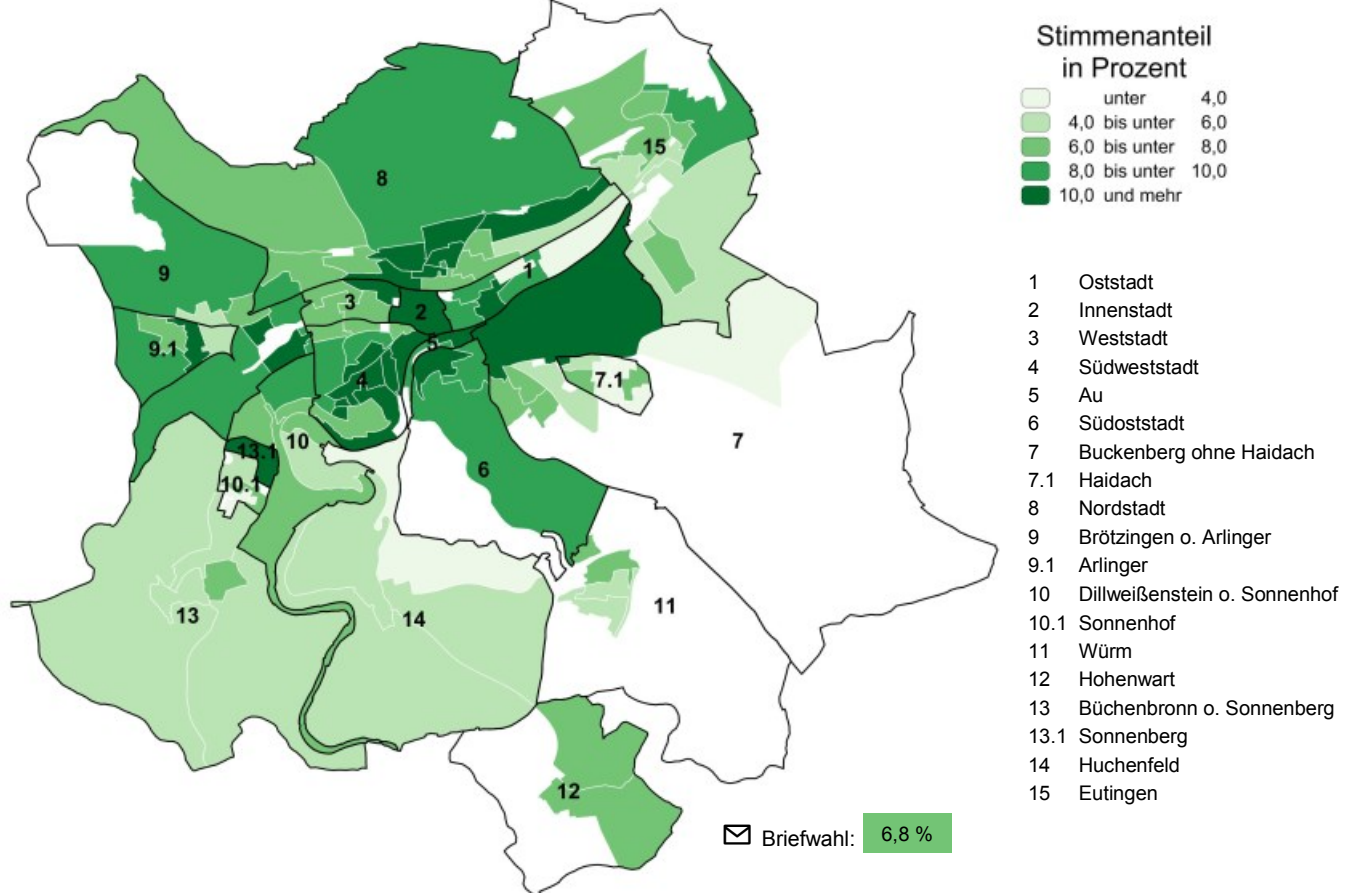 Stimmenanteil
in Prozent
unter 4,0
4,0 bis unter 6,0
6,0 bis unter 8,0
8,0 bis unter 10,0
10,0 und mehr
1 Oststadt
2 Innenstadt
3 Weststadt
4 Südweststadt
5 Au
6 Südoststadt
7 Buckenberg ohne Haidach
7.1 Haidach
8 Nordstadt
9 Brötzingen o. Arlinger
9.1 Arlinger
10 Dillweißenstein o. Sonnenhof
10.1 Sonnenhof
11 Würm
12 Hohenwart
13 Büchenbronn o. Sonnenberg
13.1 Sonnenberg
14 Huchenfeld
15 Eutingen
15
8
9
1
3
2
9.1
5
4
7.1
10
7
13.1
6
10.1
11
13
14
12
Briefwahl: 6,8 %